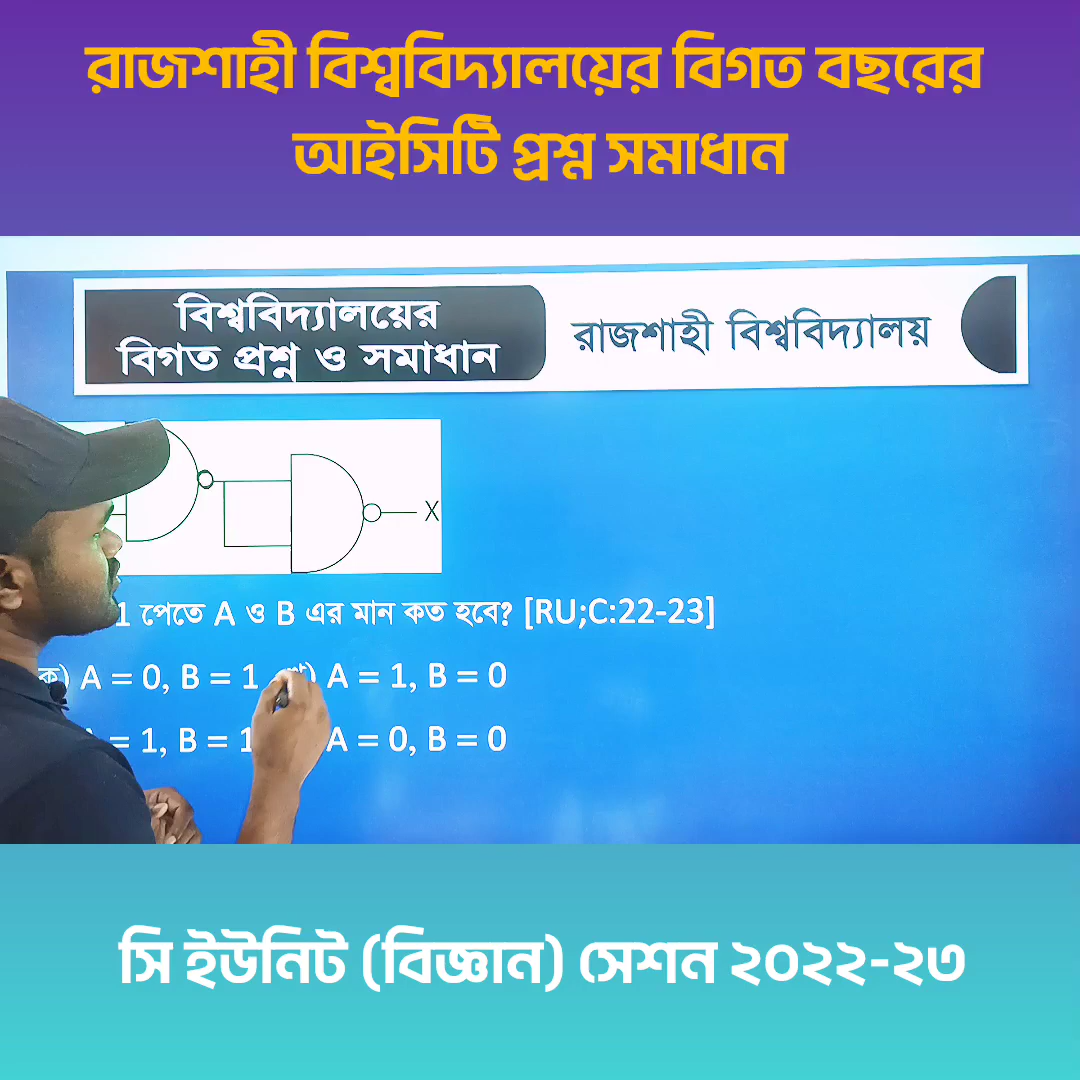 রাজশাহী বিশ্ববিদ্যালয়ের বিগত বছরের
আইসিটি প্রশ্ন সমাধান
বিশ্ববিদ্যালয়ের
বিগত প্রশ্ন ও সমাধান
রাজশাহী বিশ্ববিদ্যালয়
X
1 পেতে A ও B এর মান কত হবে? [RU;C:22-23]
ক) A = 0, B = 1 খ) A = 1, B = 0
= 1, B = 1 A = 0, B = 0
সি ইউনিট (বিজ্ঞান) সেশন ২০২২-২৩